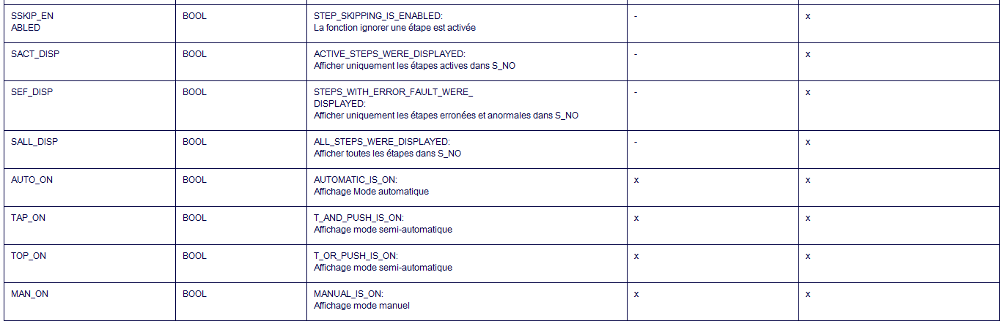 SSKIP_EN BOOL STEP_SKIPPING_IS_ENABLED: - x
ABLED La fonction ignorer une étape est activée
SACT_DISP BOOL ACTIVE_STEPS_WERE_DISPLAYED: - x
Afficher uniquement les étapes actives dans S_NO
SEF_DISP BOOL STEPS_WITH_ERROR_FAULT_WERE_ - x
DISPLAYED:
Afficher uniquement les étapes erronées et anormales dans S_NO
SALL_DISP BOOL ALL_STEPS_WERE_DISPLAYED: - x
Afficher toutes les étapes dans S_NO
AUTO_ON BOOL AUTOMATIC_IS_ON: x x
Affichage Mode automatique
TAP_ON BOOL T_AND_PUSH_IS_ON: x x
Affichage mode semi-automatique
TOP_ON BOOL T_OR_PUSH_IS_ON: x x
Affichage mode semi-automatique
MAN_ON BOOL MANUAL_IS_ON: x x
Affichage mode manuel